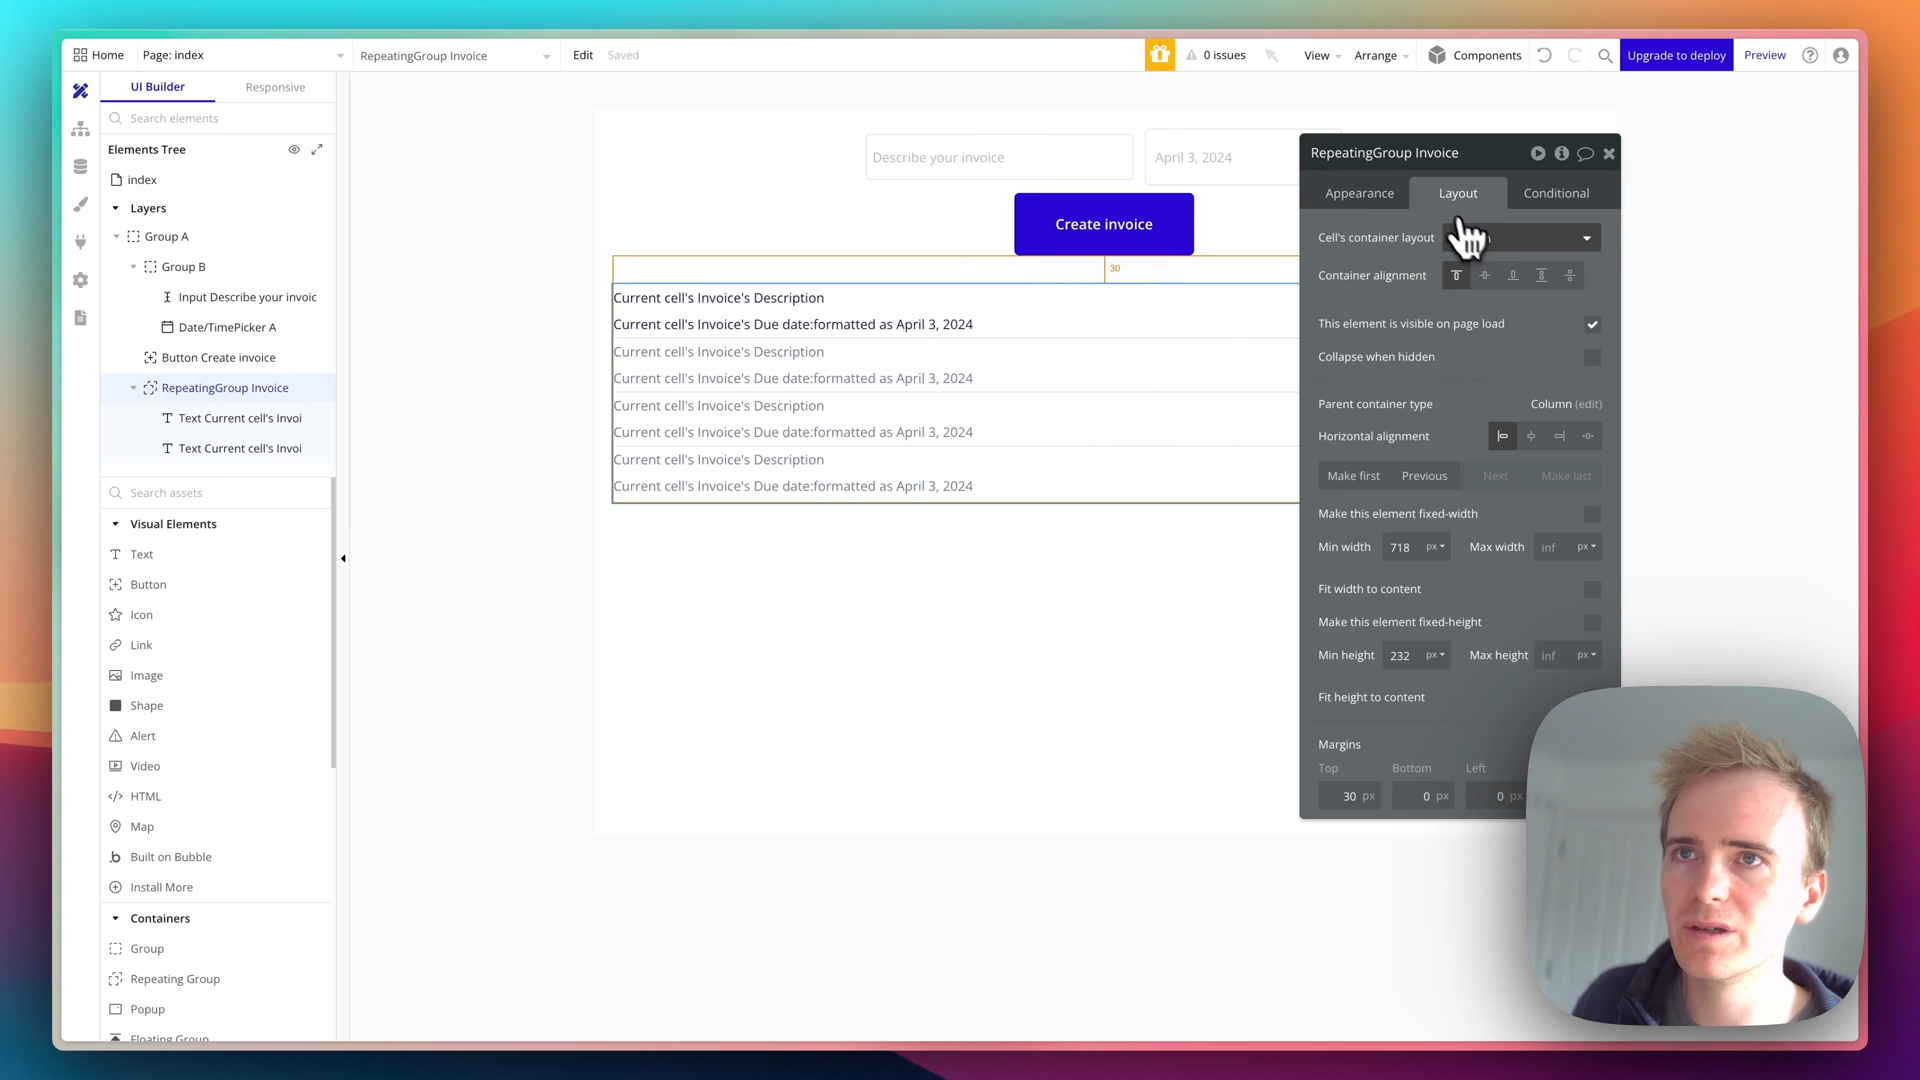 Home
Page: index
RepeatingGroup Invoice
Edit
Saved
0 issues
View
Arrange
Components
Upgrade to deploy
Preview
UI Builder
Responsive
Search elements
Elements Tree
index
Layers
Group A
Group B
Input Describe your invoic
Date/TimePicker A
Button Create invoice
RepeatingGroup Invoice
Text Current cell's Invoi
Text Current cell's Invoi
Search assets
Visual Elements
Text
Button
Icon
Link
Image
Shape
Alert
Video
HTML
Map
Built on Bubble
Install More
Containers
Group
Repeating Group
Popup
Floating Group
Describe your invoice
April 3, 2024
Create invoice
30
Current cell's Invoice's Description
Current cell's Invoice's Due date:formatted as April 3, 2024
Current cell's Invoice's Description
Current cell's Invoice's Due date:formatted as April 3, 2024
Current cell's Invoice's Description
Current cell's Invoice's Due date:formatted as April 3, 2024
Current cell's Invoice's Description
Current cell's Invoice's Due date:formatted as April 3, 2024
RepeatingGroup Invoice
Appearance
Layout
Conditional
Cell's container layout
Container alignment
This element is visible on page load
Collapse when hidden
Parent container type
Column (edit)
Horizontal alignment
Make first
Previous
Next
Make last
Make this element fixed-width
Min width 718 px
Max width inf px
Fit width to content
Make this element fixed-height
Min height 232 px
Max height inf px
Fit height to content
Margins
Top
Bottom
Left
30 px
0 px
0 px